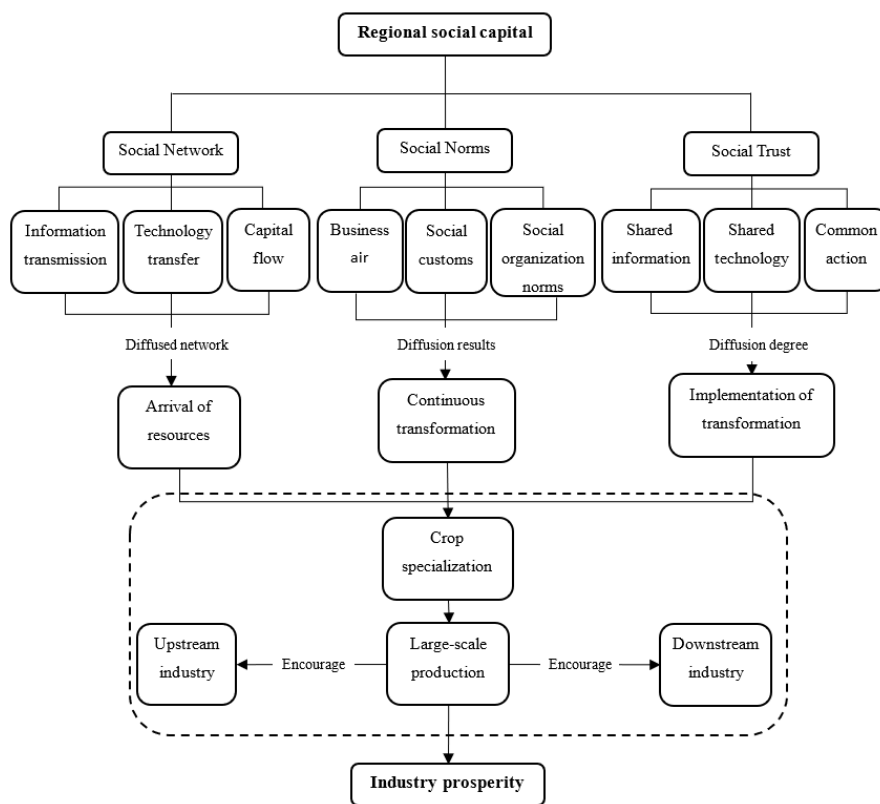 Regional social capital
Social Network
Social Norms
Social Trust
Information
transmission
Technology
transfer
Capital
flow
Business
air
Social
customs
Social
organization
norms
Shared
information
Shared
technology
Common
action
Diffused network
Diffusion results
Diffusion degree
Arrival of
resources
Continuous
transformation
Implementation of
transformation
Crop
specialization
Upstream
industry
Encourage
Large-scale
production
Encourage
Downstream
industry
Industry prosperity